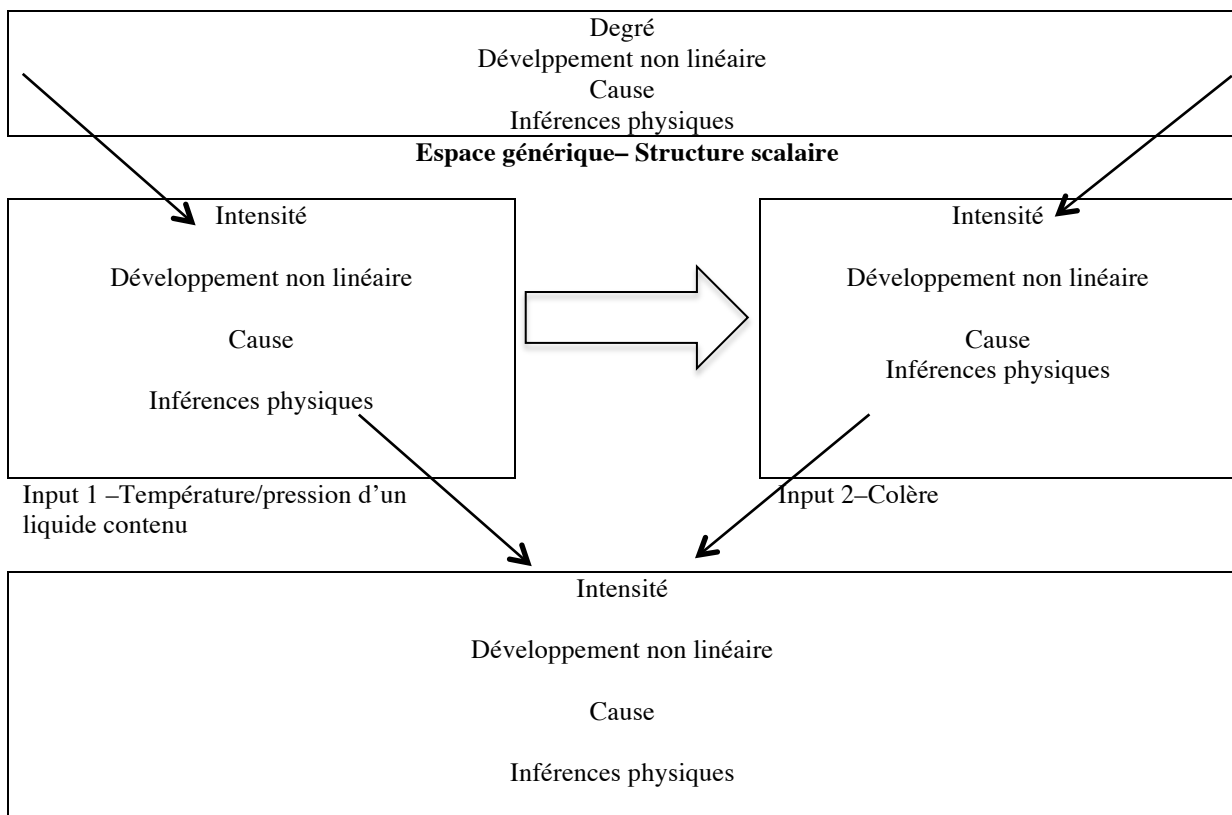 Degré
Dévelppement non linéaire
Cause
Inférences physiques
Espace générique– Structure scalaire
Intensité
Développement non linéaire
Cause
Inférences physiques
Input 1 –Température/pression d’un
liquide contenu
Intensité
Développement non linéaire
Cause
Inférences physiques
Input 2–Colère
Intensité
Développement non linéaire
Cause
Inférences physiques